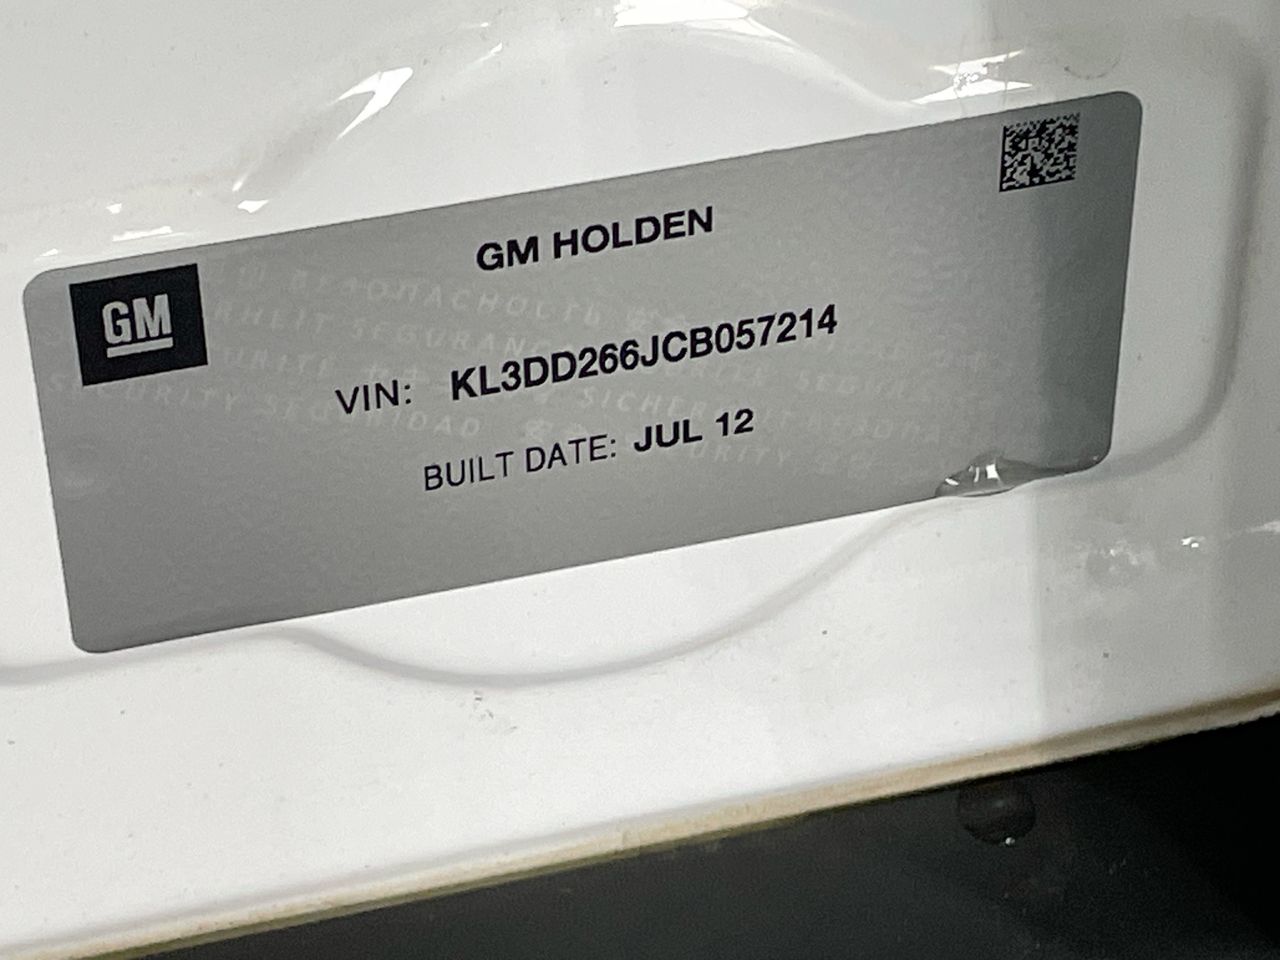 GM HOLDEN
GM
VIN: KL3DD266JCB057214
BUILT DATE: JUL 12